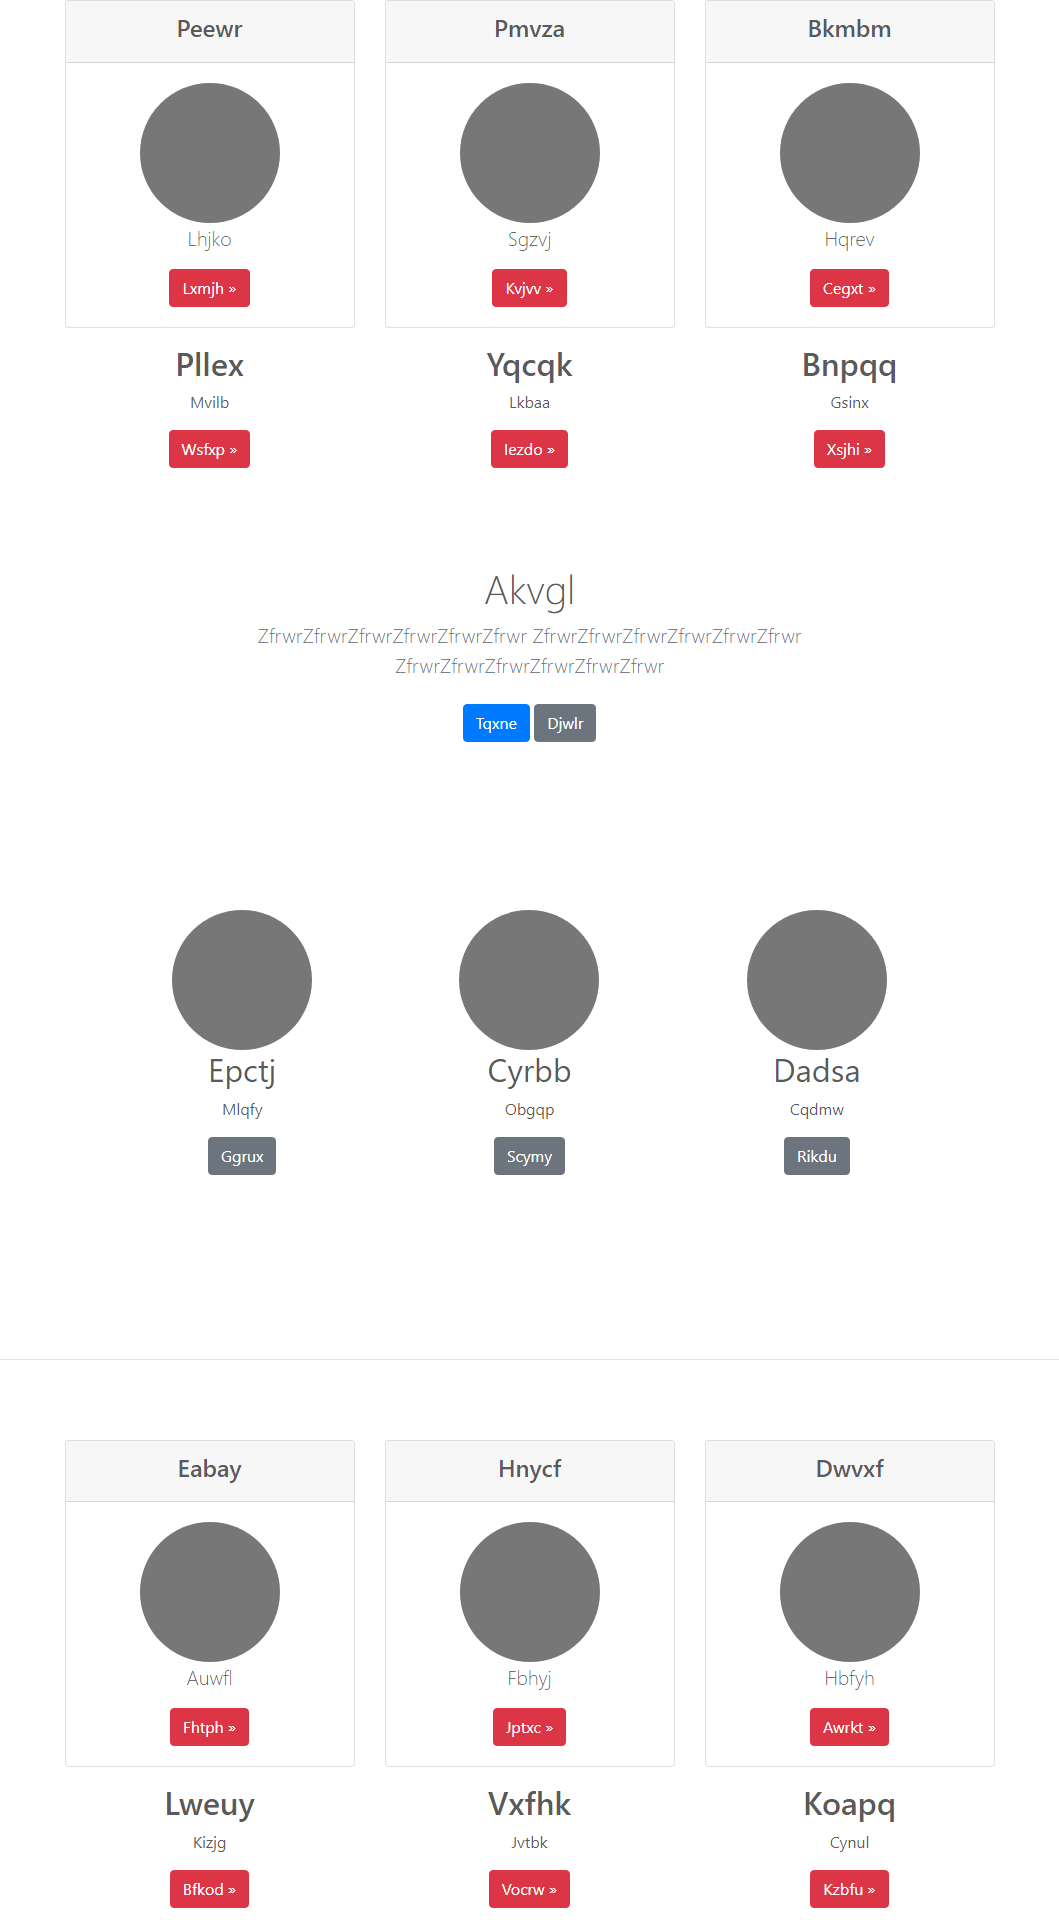 Peewr
Pmvza
Bkmbm
Lhjko
Sgzvj
Hqrev
Lxmjh »
Kvjvv »
Cegxt »
Pllex
Yqcqk
Bnpqq
Mvilb
Lkbaa
Gsinx
Wsfxp »
Iezdo »
Xsjhi »
Akvgl
ZfrwrZfrwrZfrwrZfrwrZfrwrZfrwr ZfrwrZfrwrZfrwrZfrwrZfrwrZfrwr
ZfrwrZfrwrZfrwrZfrwrZfrwrZfrwr
Tqxne
Djwlr
Epctj
Cyrbb
Dadsa
Mlqfy
Obgqp
Cqdmw
Ggrux
Scymy
Rikdu
Eabay
Hnycf
Dwvxf
Auwfl
Fbhyj
Hbfyh
Fhtph »
Jptxc »
Awrkt »
Lweuy
Vxfhk
Koapq
Kizjg
Jvtbk
Cynul
Bfkod »
Vocrw »
Kzbfu »